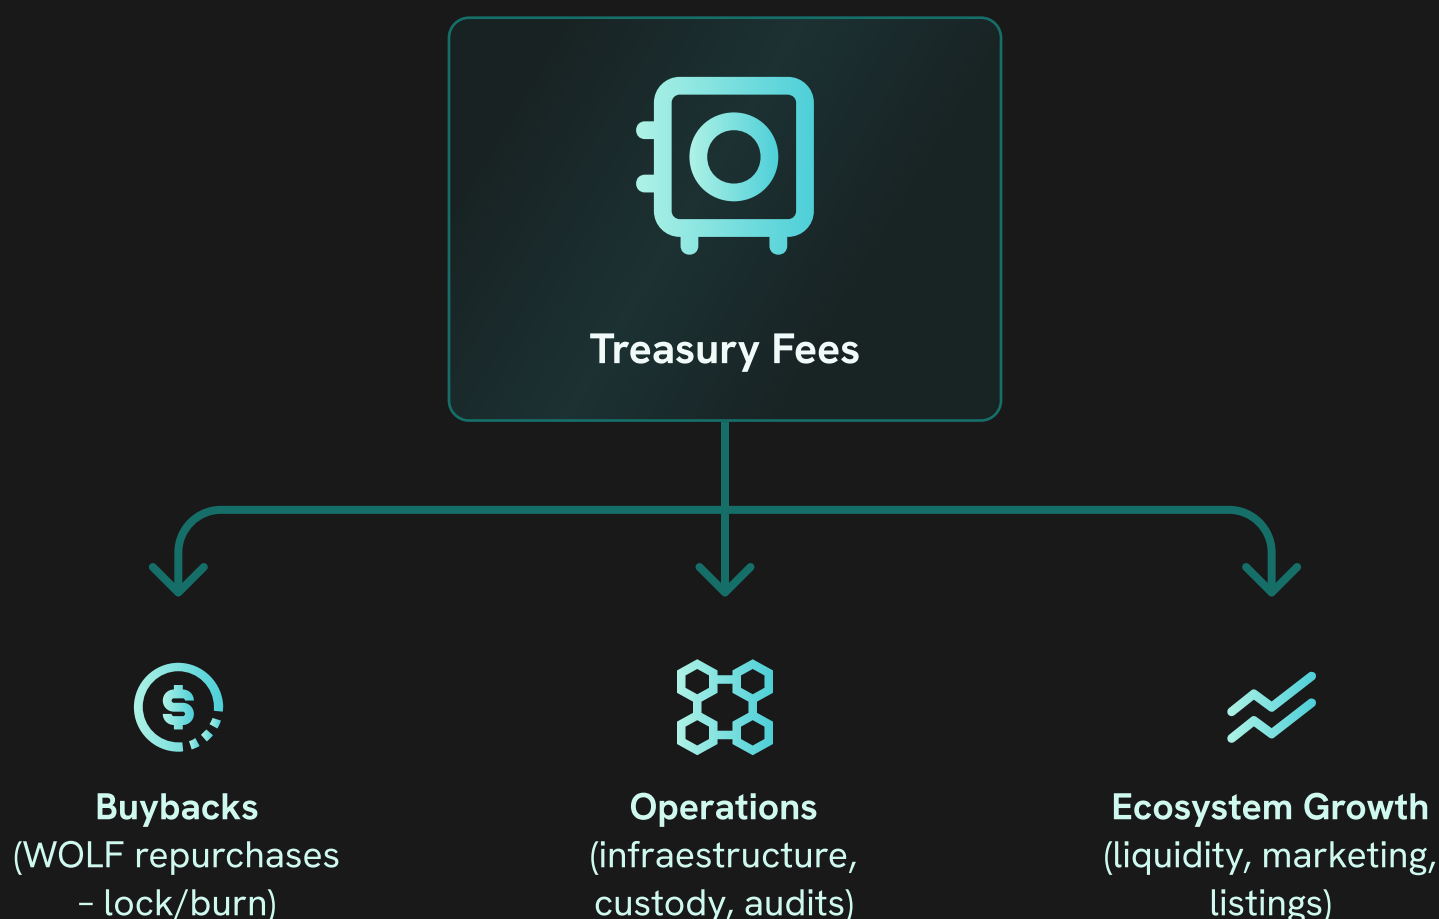 Treasury Fees
Buybacks
(WOLF repurchases
– lock/burn)
Operations
(infraestructure,
custody, audits)
Ecosystem Growth
(liquidity, marketing,
listings)